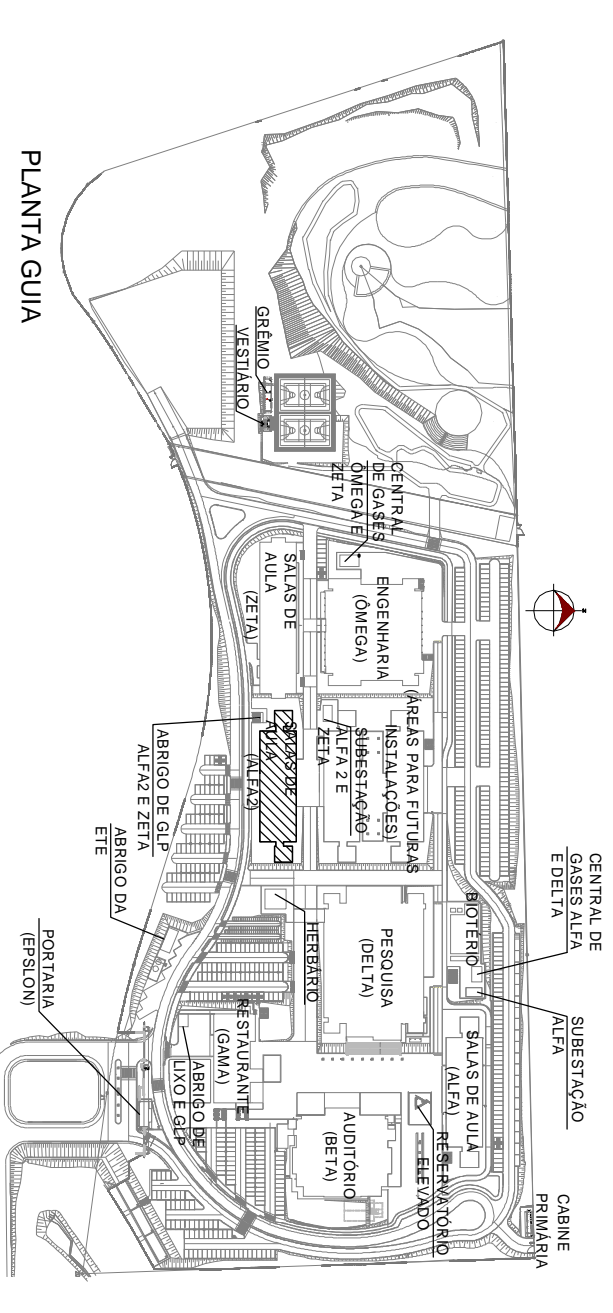 PLANTA GUIA
GRÊMIO
VESTIÁRIO
CENTRAL
DE GASES
ÔMEGA E
ZETA
ENGENHARIA
(ÔMEGA)
SALAS DE
AULA
(ZETA)
(ÁREAS PARA FUTURAS
INSTALAÇÕES)
SUBESTAÇÃO
ALFA 2 E
ZETA
SALAS DE
AULA
(ALFA2)
ABRIGO DE GLP
ALFA2 E ZETA
ABRIGO DA
ETE
PORTARIA
(EPSLON)
CENTRAL DE
GASES ALFA
E DELTA
BIOTÉRIO
SUBESTAÇÃO
ALFA
PESQUISA
(DELTA)
HERBÁRIO
SALAS DE AULA
(ALFA)
RESTAURANTE
(GAMA)
ABRIGO DE
LIXO E GLP
RESERVATÓRIO
ELEVADO
AUDITÓRIO
(BETA)
CABINE
PRIMÁRIA